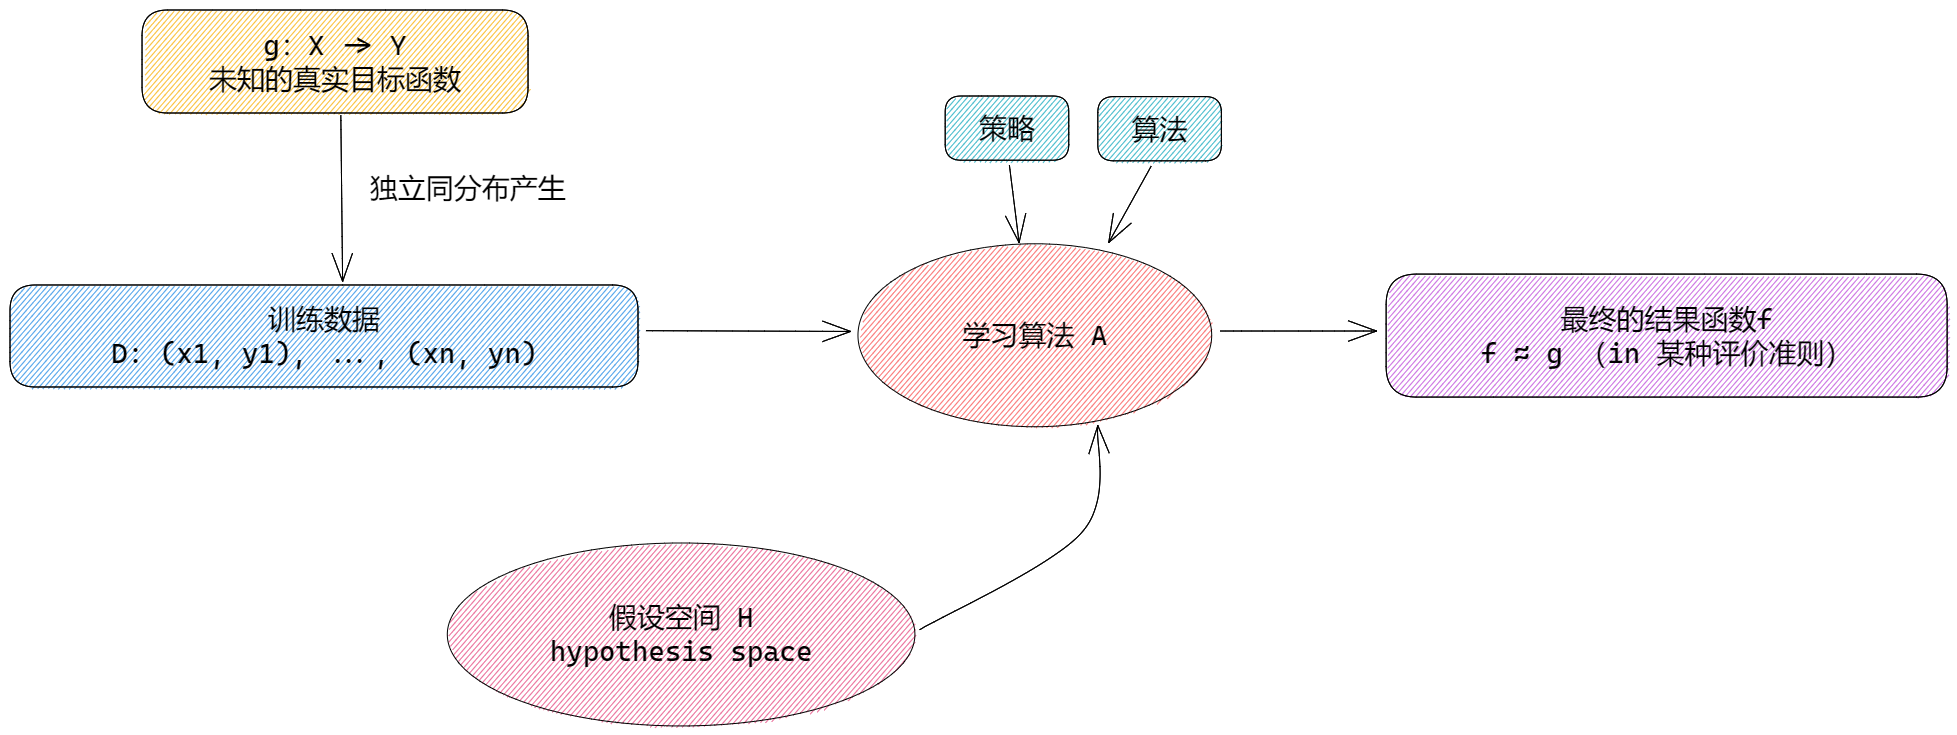 g: X → Y
未知的真实目标函数
独立同分布产生
训练数据
D: (x1, y1), ..., (xn, yn)
策略
算法
学习算法 A
最终的结果函数f
f ≈ g （in 某种评价准则）
假设空间 H
hypothesis space